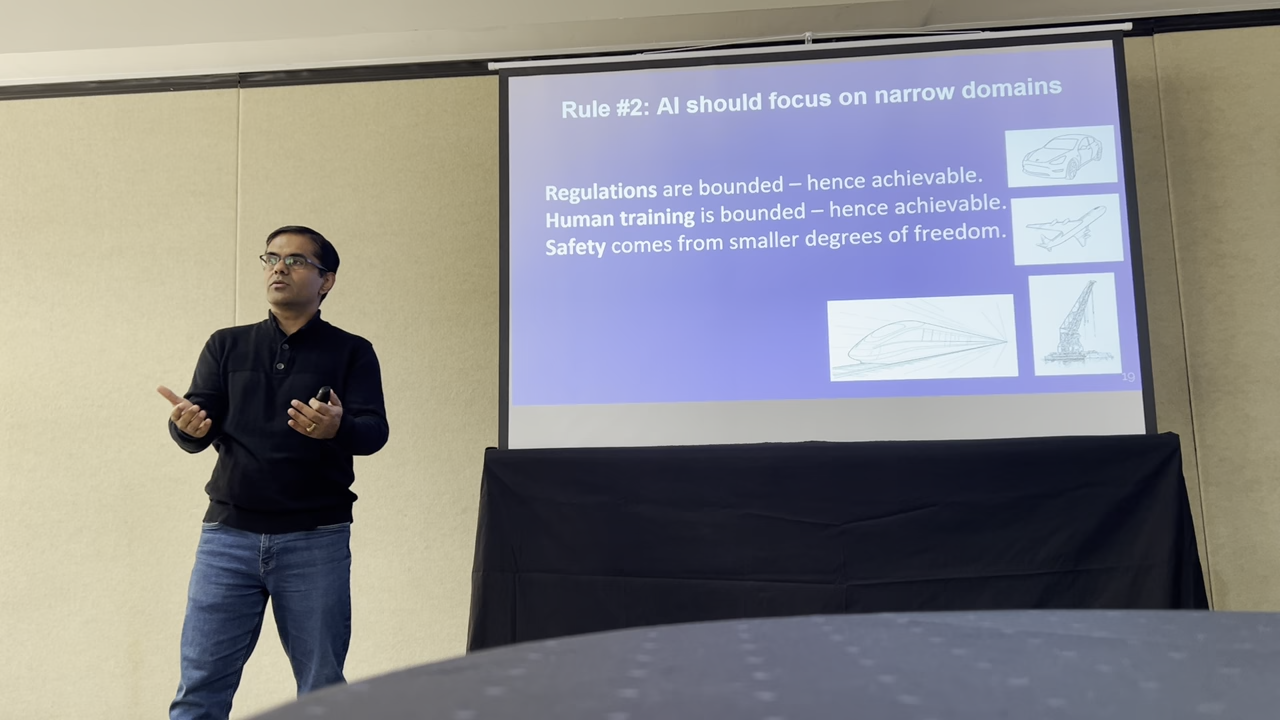 Rule #2: AI should focus on narrow domains
Regulations are bounded – hence achievable.
Human training is bounded – hence achievable.
Safety comes from smaller degrees of freedom.
19